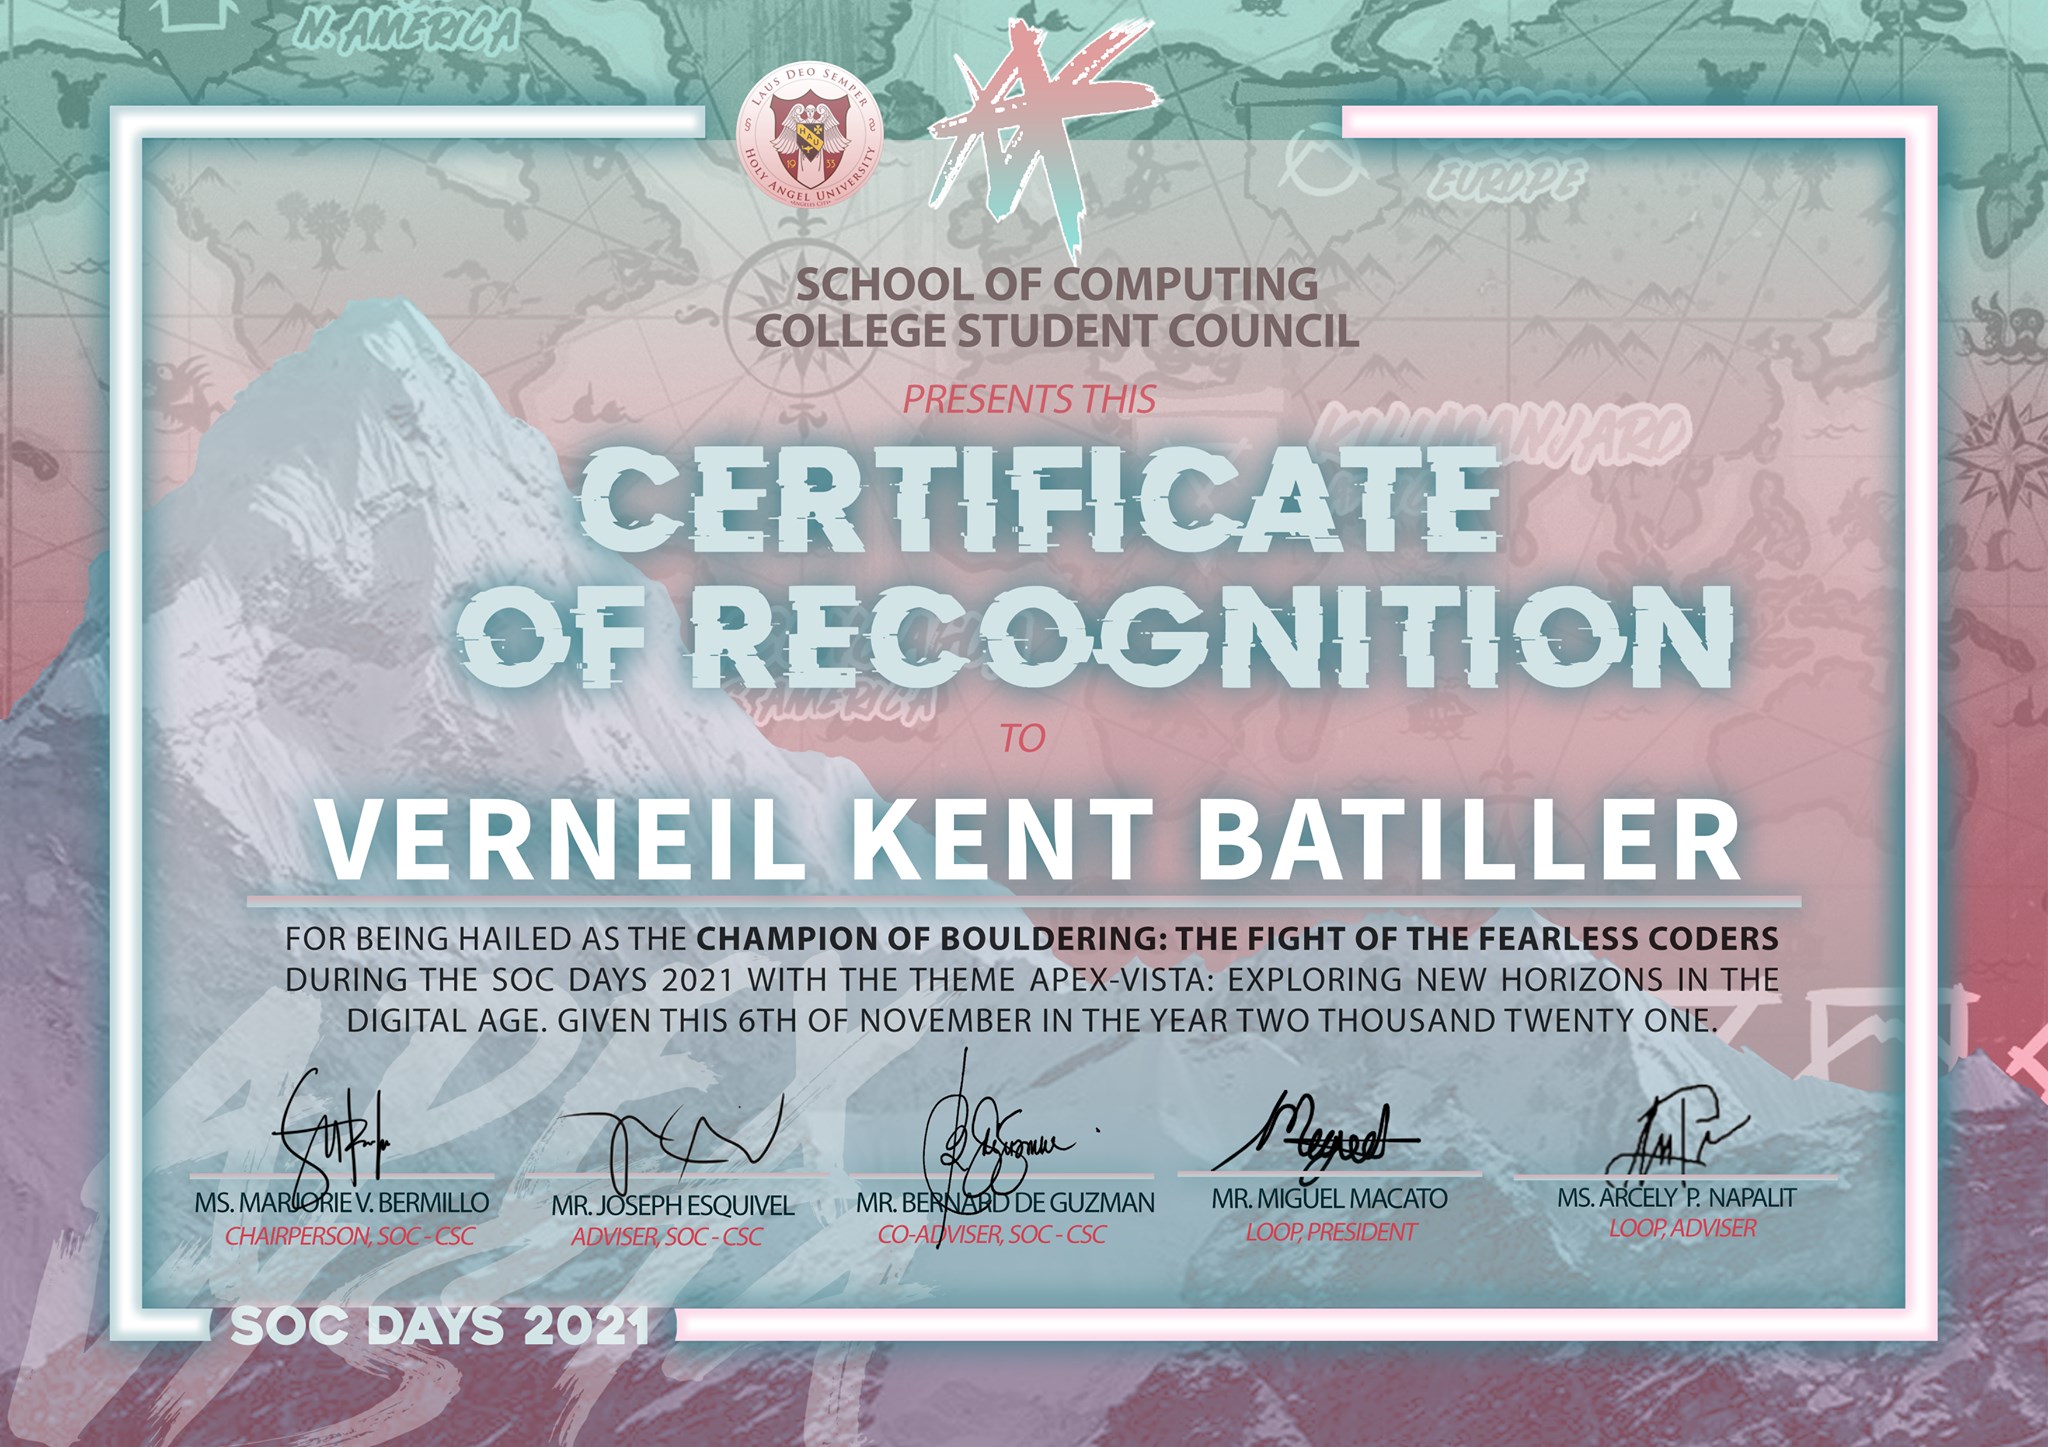 N. AMERICA
LAUS DEO SEMPER
HAU
19 33
HOLY ANGEL UNIVERSITY
ANGELES CITY
EUROPE
SCHOOL OF COMPUTING
COLLEGE STUDENT COUNCIL
PRESENTS THIS
KILIMANJARO
CERTIFICATE
OF RECOGNITION
S. AMERICA
TO
VERNEIL KENT BATILLER
FOR BEING HAILED AS THE CHAMPION OF BOULDERING: THE FIGHT OF THE FEARLESS CODERS
DURING THE SOC DAYS 2021 WITH THE THEME APEX-VISTA: EXPLORING NEW HORIZONS IN THE
DIGITAL AGE. GIVEN THIS 6TH OF NOVEMBER IN THE YEAR TWO THOUSAND TWENTY ONE.
APEX
VISTA
MS. MARJORIE V. BERMILLO MR. JOSEPH ESQUIVEL MR. BERNARD DE GUZMAN MR. MIGUEL MACATO MS. ARCELY P. NAPALIT
CHAIRPERSON, SOC - CSC ADVISER, SOC - CSC CO-ADVISER, SOC - CSC LOOP, PRESIDENT LOOP, ADVISER
SOC DAYS 2021